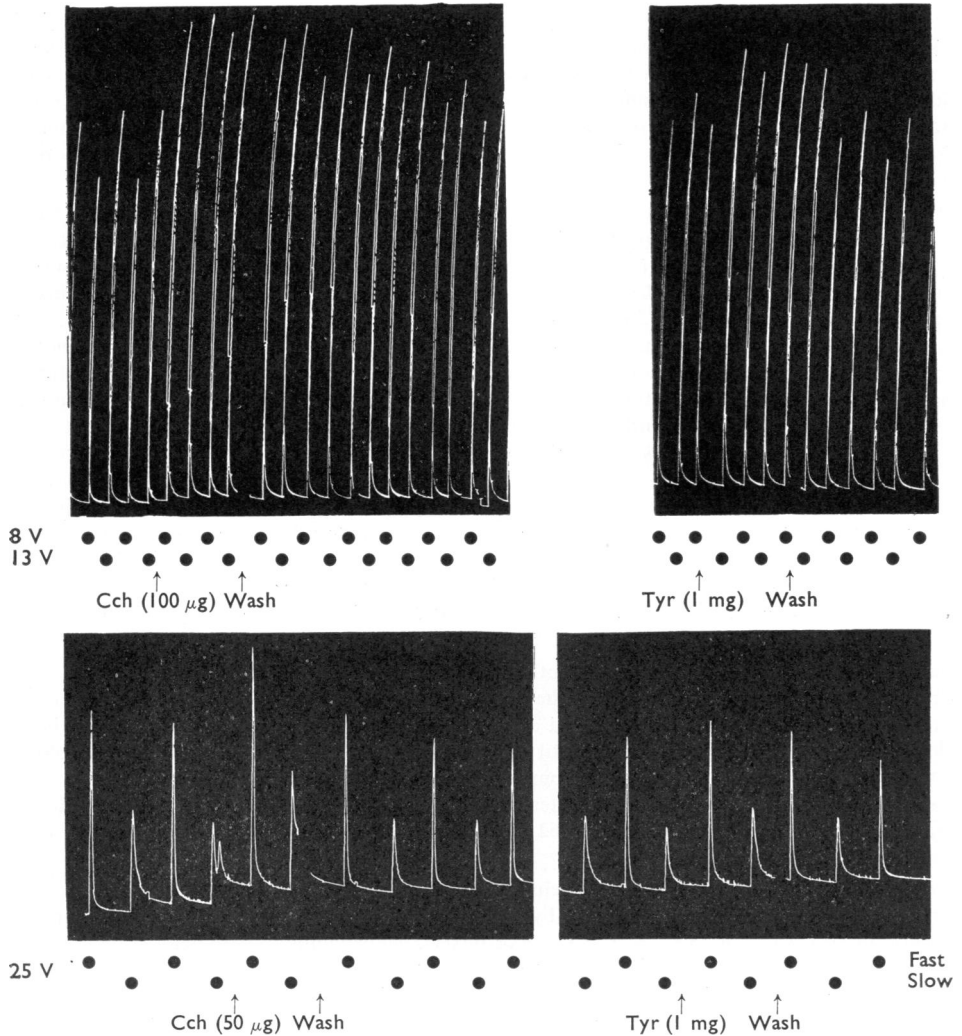 8 V
13 V
Cch (100 μg) Wash
Tyr (1 mg) Wash
25 V
Fast
Slow
Cch (50 μg) Wash
Tyr (1 mg) Wash